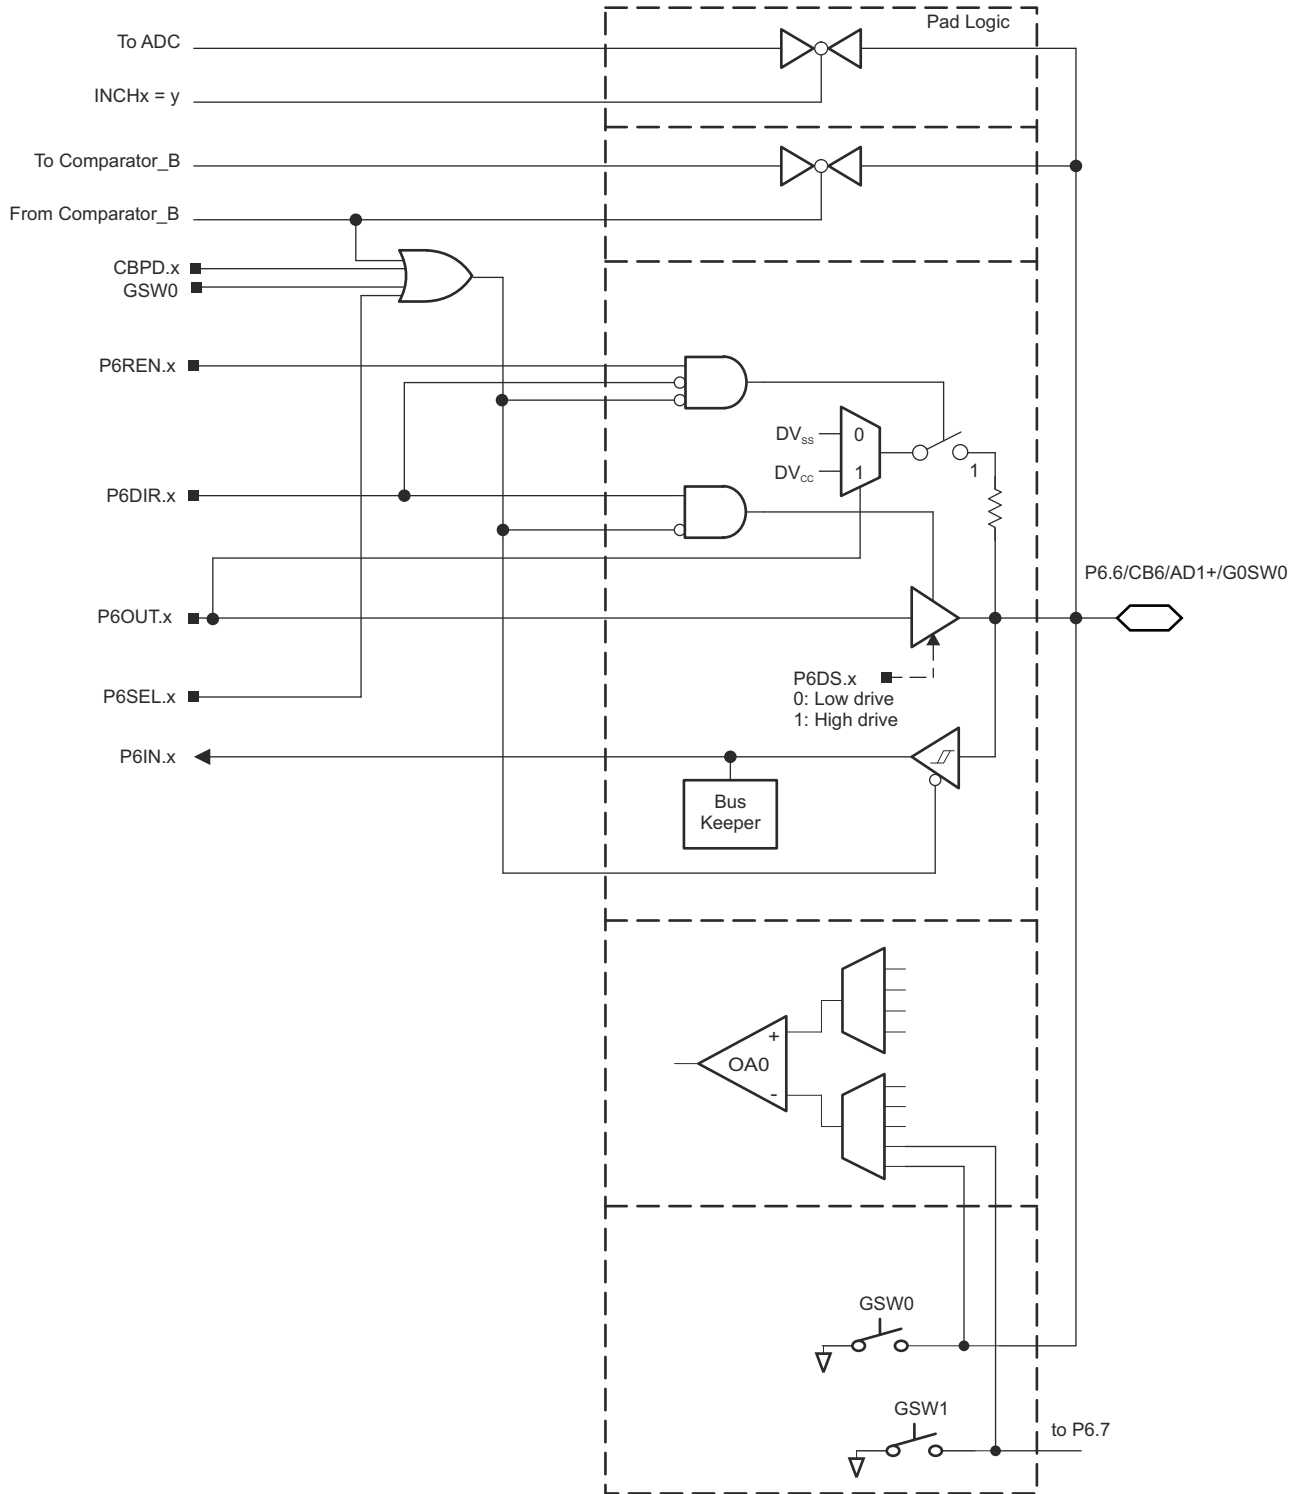 Pad Logic
To ADC
INCHx = y
To Comparator_B
From Comparator_B
CBPD.x
GSW0
P6REN.x
DVSS
0
DVCC
1
1
P6DIR.x
P6.6/CB6/AD1+/G0SW0
P6OUT.x
P6DS.x
0: Low drive
1: High drive
P6SEL.x
P6IN.x
Bus
Keeper
+
OA0
-
GSW0
GSW1
to P6.7